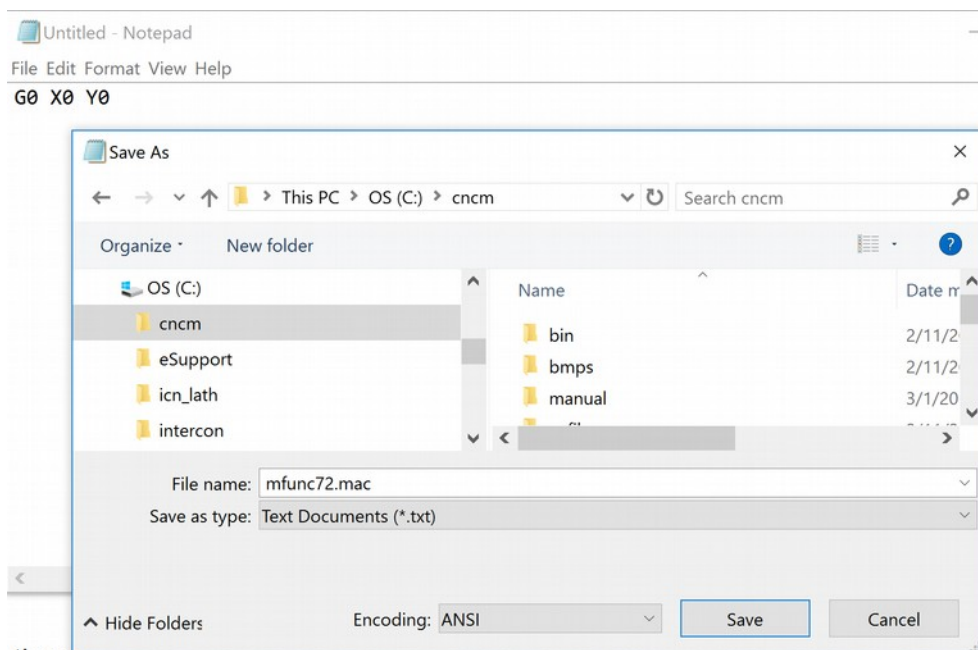 Untitled - Notepad
File Edit Format View Help
G0 X0 Y0
Save As
This PC > OS (C:) > cncm
Search cncm
Organize
New folder
OS (C:)
cncm
eSupport
icn_lath
intercon
Name
Date m
bin
2/11/2
bmps
2/11/2
manual
3/1/20
File name: mfunc72.mac
Save as type: Text Documents (*.txt)
Hide Folders
Encoding: ANSI
Save
Cancel